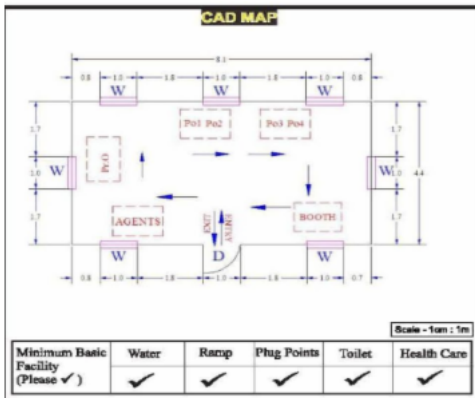 CAD MAP
8.1
0.8 1.0 1.8 1.0 1.8 1.0 0.7
W W W
Po1 Po2 Po3 Po4
1.7 1.7
PrO
W 1.0 W 1.0 4.4
AGENTS BOOTH
EXIT ENTRY
1.7 1.7
W D W
0.8 1.0 1.8 1.0 1.8 1.0 0.7
Scale - 1cm : 1m
Minimum Basic Facility (Please ✓) Water Ramp Plug Points Toilet Health Care
✓ ✓ ✓ ✓ ✓